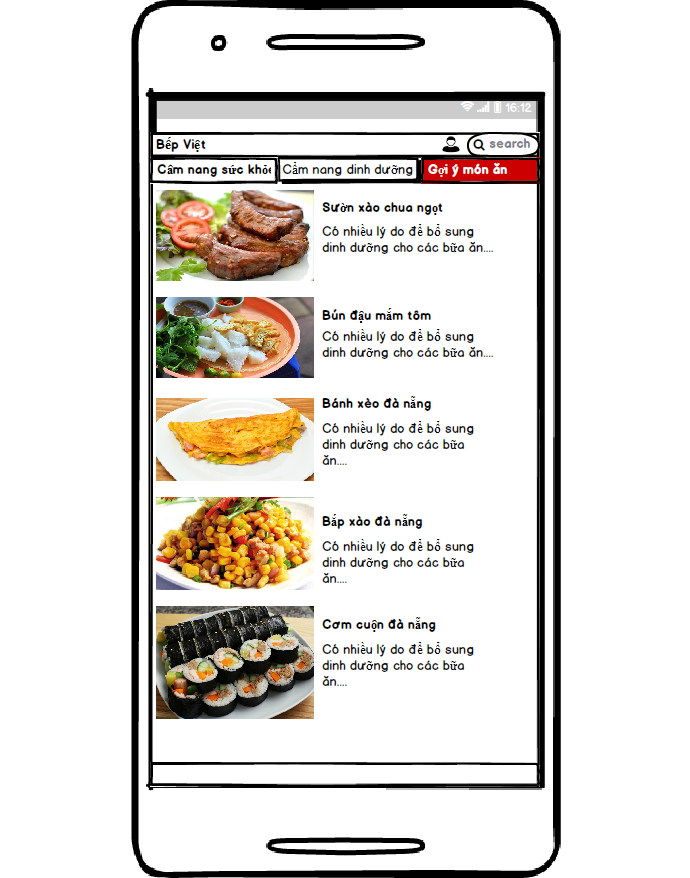 16:12
Bếp Việt search
Cẩm nang sức khỏe Cẩm nang dinh dưỡng Gợi ý món ăn
Sườn xào chua ngọt
Có nhiều lý do để bổ sung
dinh dưỡng cho các bữa ăn....
Bún đậu mắm tôm
Có nhiều lý do để bổ sung
dinh dưỡng cho các bữa ăn....
Bánh xèo đà nẵng
Có nhiều lý do để bổ sung
dinh dưỡng cho các bữa
ăn....
Bắp xào đà nẵng
Có nhiều lý do để bổ sung
dinh dưỡng cho các bữa
ăn....
Cơm cuộn đà nẵng
Có nhiều lý do để bổ sung
dinh dưỡng cho các bữa
ăn....